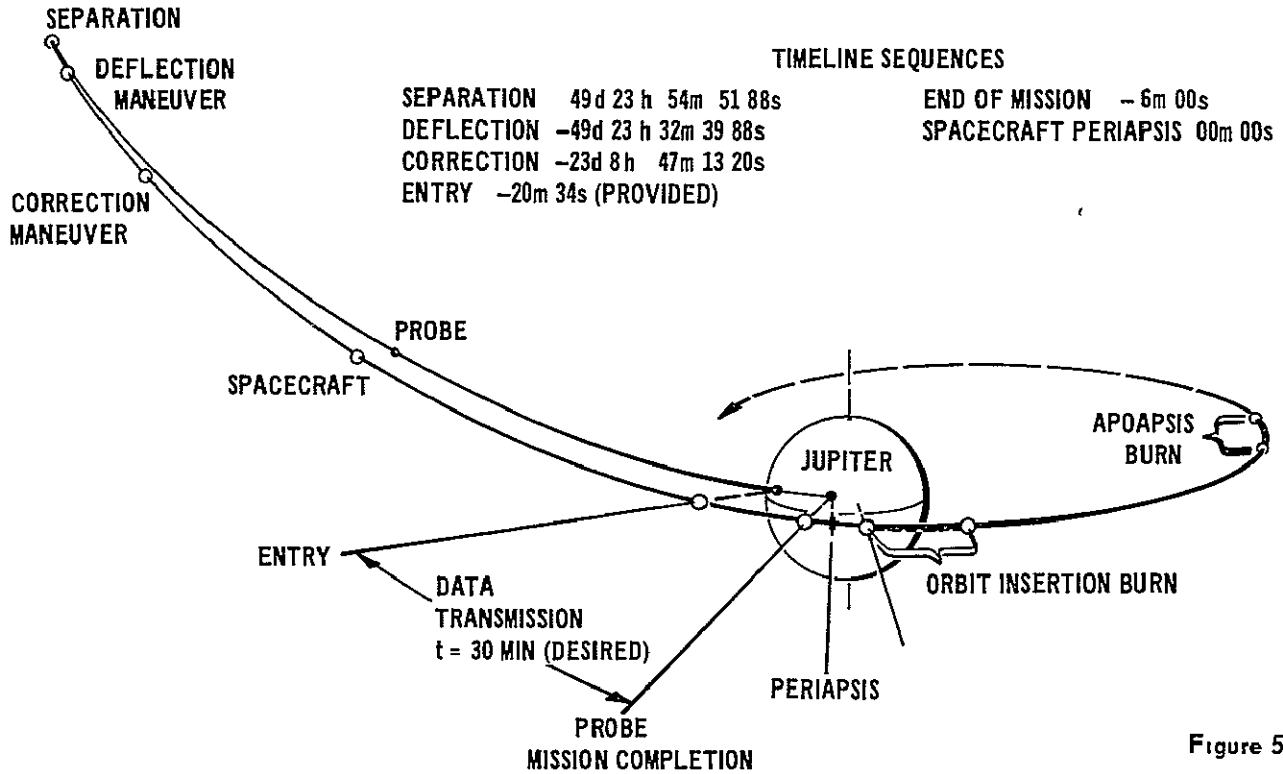 SEPARATION
DEFLECTION
MANEUVER
CORRECTION
MANEUVER
TIMELINE SEQUENCES
SEPARATION 49d 23 h 54m 51 88s
DEFLECTION -49d 23 h 32m 39 88s
CORRECTION -23d 8h 47m 13 20s
ENTRY -20m 34s (PROVIDED)
END OF MISSION - 6m 00s
SPACECRAFT PERIAPSIS 00m 00s
PROBE
SPACECRAFT
JUPITER
APOAPSIS
BURN
ENTRY
DATA
TRANSMISSION
t = 30 MIN (DESIRED)
ORBIT INSERTION BURN
PERIAPSIS
PROBE
MISSION COMPLETION
Figure 5